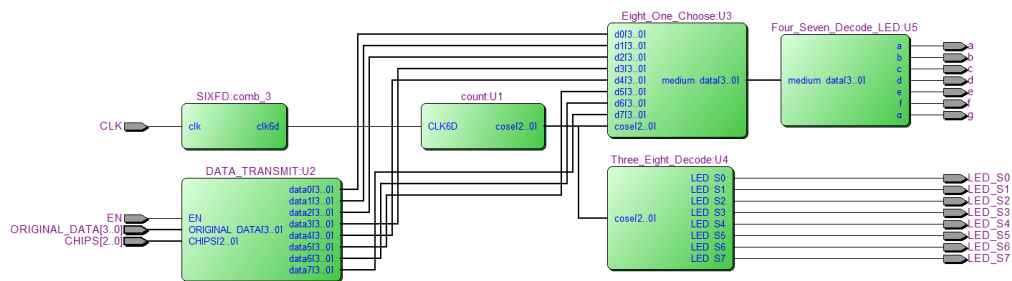 Eight_One_Choose:U3
d0[3..0]
d1[3..0]
d2[3..0]
d3[3..0]
d4[3..0]
d5[3..0]
d6[3..0]
d7[3..0]
cose[2..0]
medium_data[3..0]
Four_Seven_Decode_LED:U5
medium_data[3..0]
a
b
c
d
e
f
g
a
b
c
d
e
f
g
SIXFD:comb_3
CLK
clk
clk6d
count:U1
CLK6D
cose[2..0]
DATA_TRANSMIT:U2
EN
ORIGINAL_DATA[3..0]
CHIPS[2..0]
EN
ORIGINAL_DATA[3..0]
CHIPS[2..0]
data0[3..0]
data1[3..0]
data2[3..0]
data3[3..0]
data4[3..0]
data5[3..0]
data6[3..0]
data7[3..0]
Three_Eight_Decode:U4
cose[2..0]
LED_S0
LED_S1
LED_S2
LED_S3
LED_S4
LED_S5
LED_S6
LED_S7
LED_S0
LED_S1
LED_S2
LED_S3
LED_S4
LED_S5
LED_S6
LED_S7